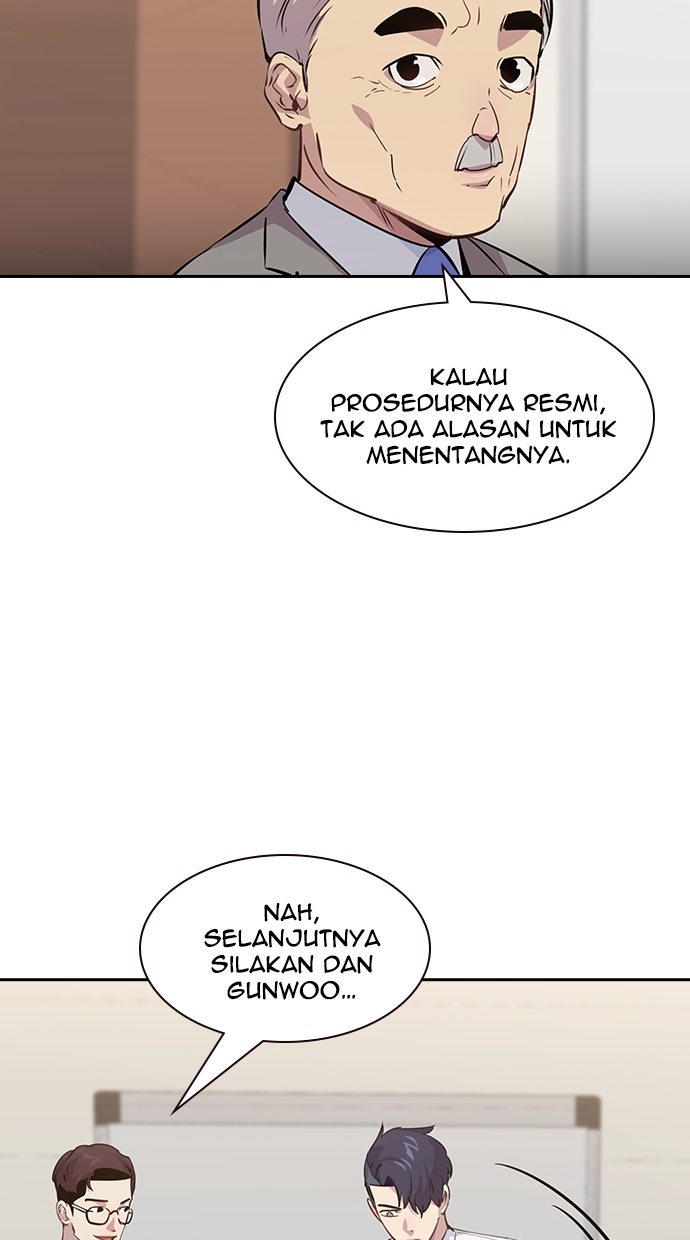 KALAU
PROSEDURNYA RESMI,
TAK ADA ALASAN UNTUK
MENENTANGNYA.
NAH,
SELANJUTNYA
SILAKAN DAN
GUNWOO...